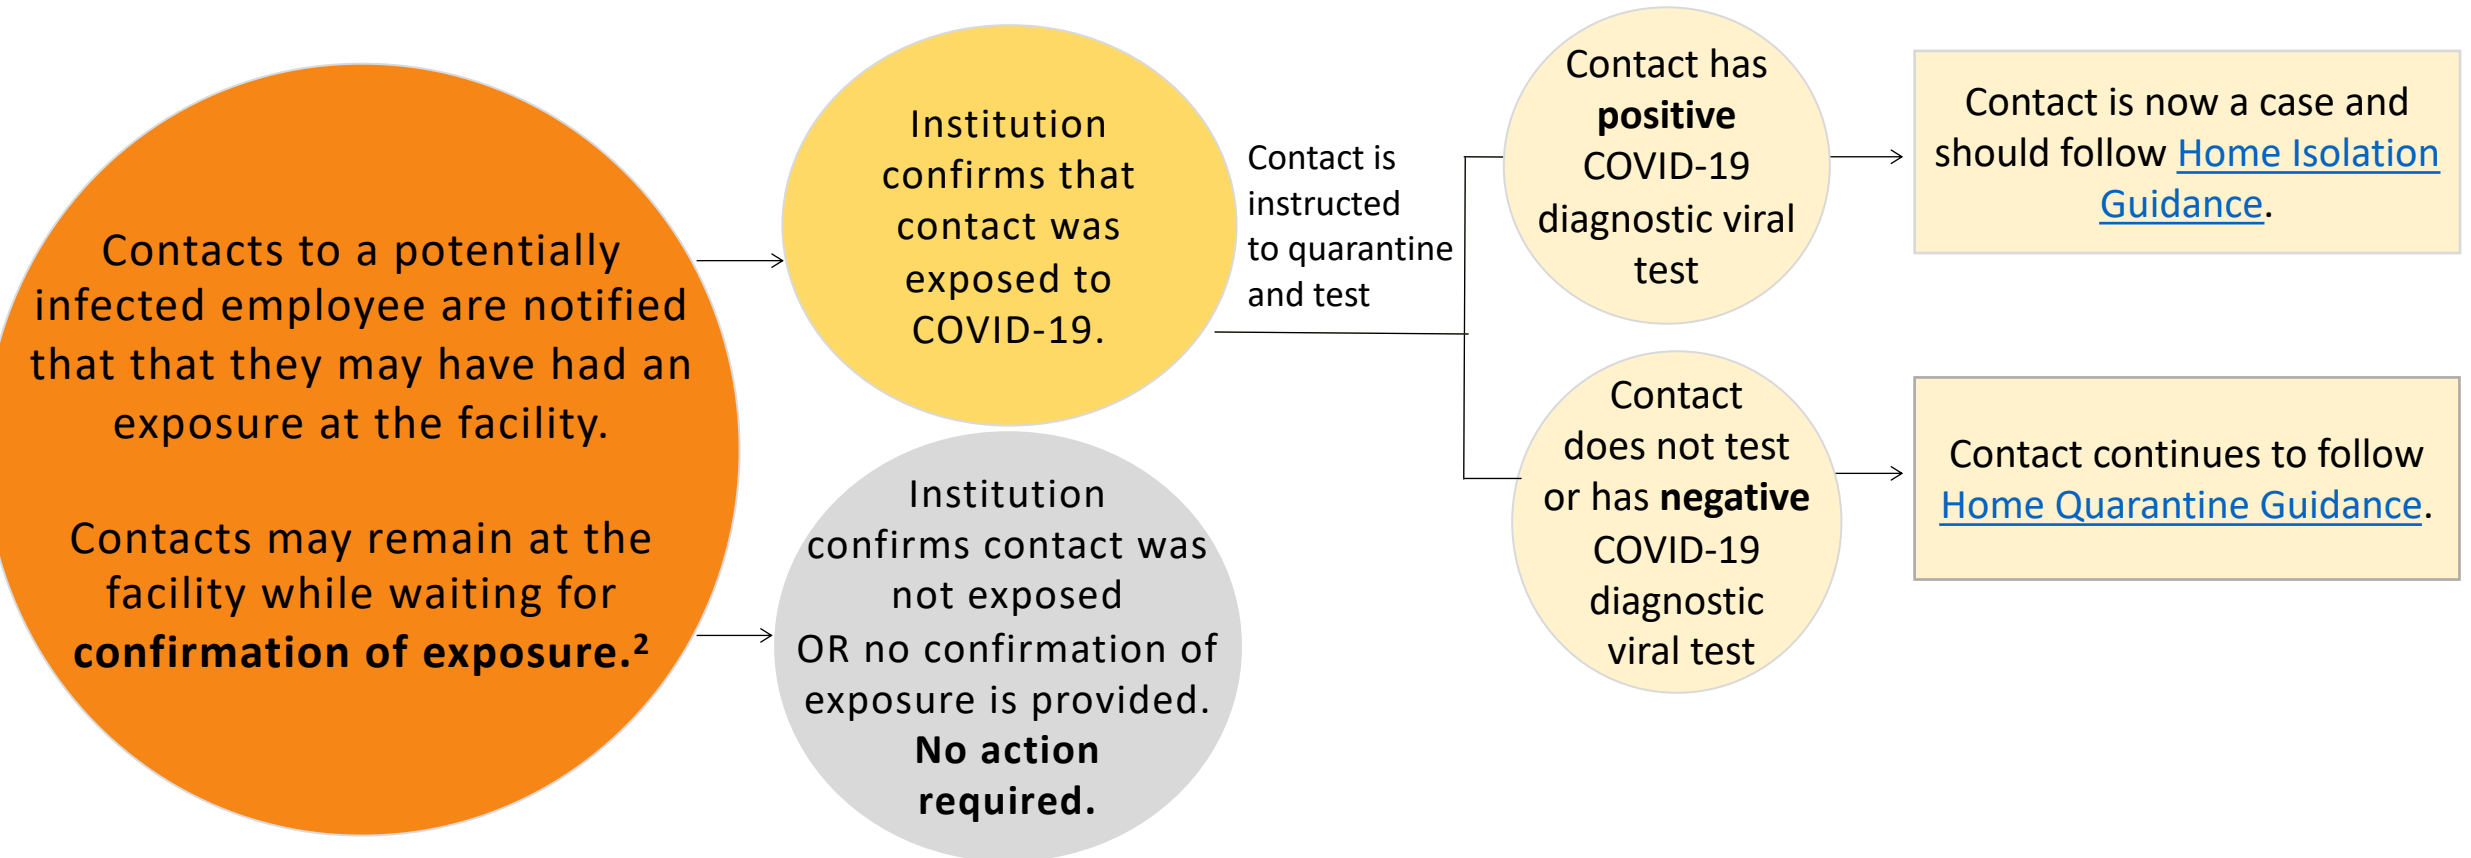 Contacts to a potentially
infected employee are notified
that that they may have had an
exposure at the facility.
Contacts may remain at the
facility while waiting for
confirmation of exposure.²
Institution
confirms that
contact was
exposed to
COVID-19.
Institution
confirms contact was
not exposed
OR no confirmation of
exposure is provided.
No action
required.
Contact is
instructed
to quarantine
and test
Contact has
positive
COVID-19
diagnostic viral
test
Contact is now a case and
should follow Home Isolation
Guidance.
Contact
does not test
or has negative
COVID-19
diagnostic
viral test
Contact continues to follow
Home Quarantine Guidance.